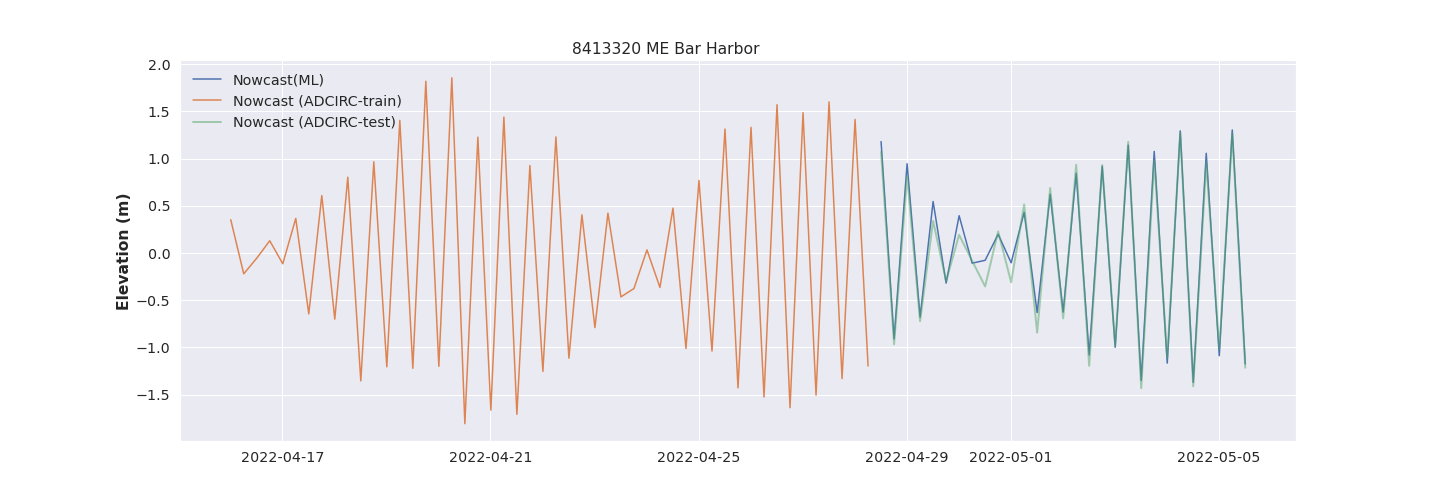 8413320 ME Bar Harbor
Nowcast(ML)
Nowcast (ADCIRC-train)
Nowcast (ADCIRC-test)
Elevation (m)
2.0
1.5
1.0
0.5
0.0
−0.5
−1.0
−1.5
2022-04-17
2022-04-21
2022-04-25
2022-04-29
2022-05-01
2022-05-05